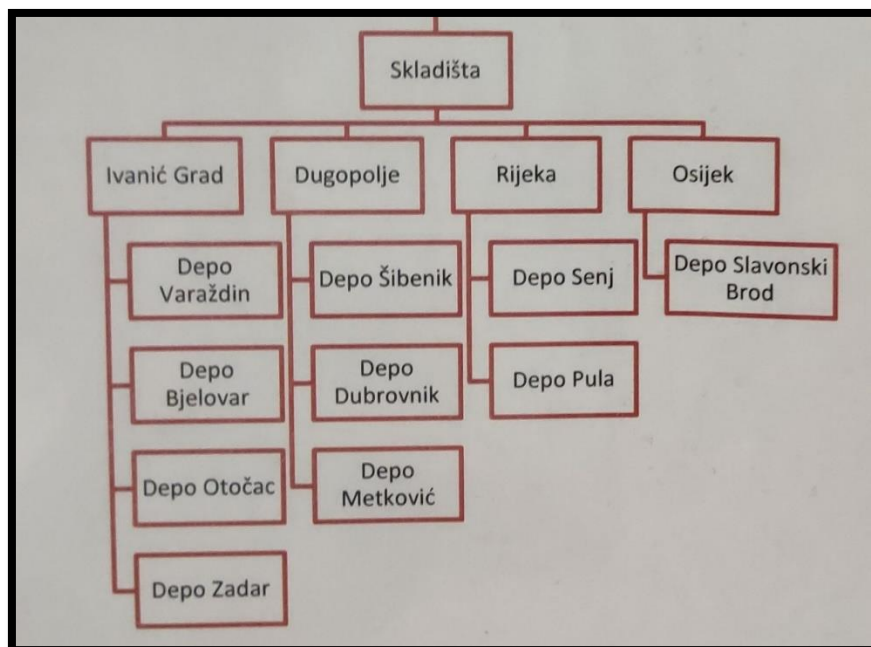 Skladišta
Ivanić Grad
Dugopolje
Rijeka
Osijek
Depo
Varaždin
Depo Šibenik
Depo Senj
Depo Slavonski
Brod
Depo
Bjelovar
Depo
Dubrovnik
Depo Pula
Depo Otočac
Depo
Metković
Depo Zadar